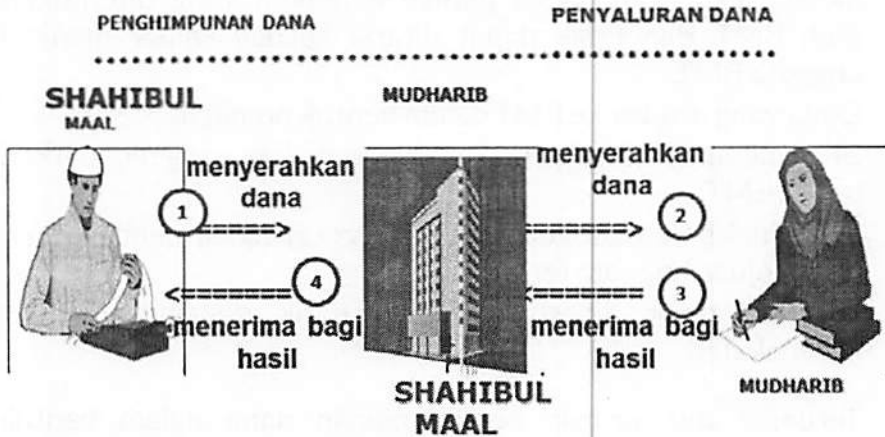 PENGHIMPUNAN DANA
PENYALURAN DANA
SHAHIBUL
MAAL
MUDHARIB
menyerahkan
dana
1
menyerahkan
dana
2
4
3
menerima bagi
hasil
menerima bagi
hasil
SHAHIBUL
MAAL
MUDHARIB